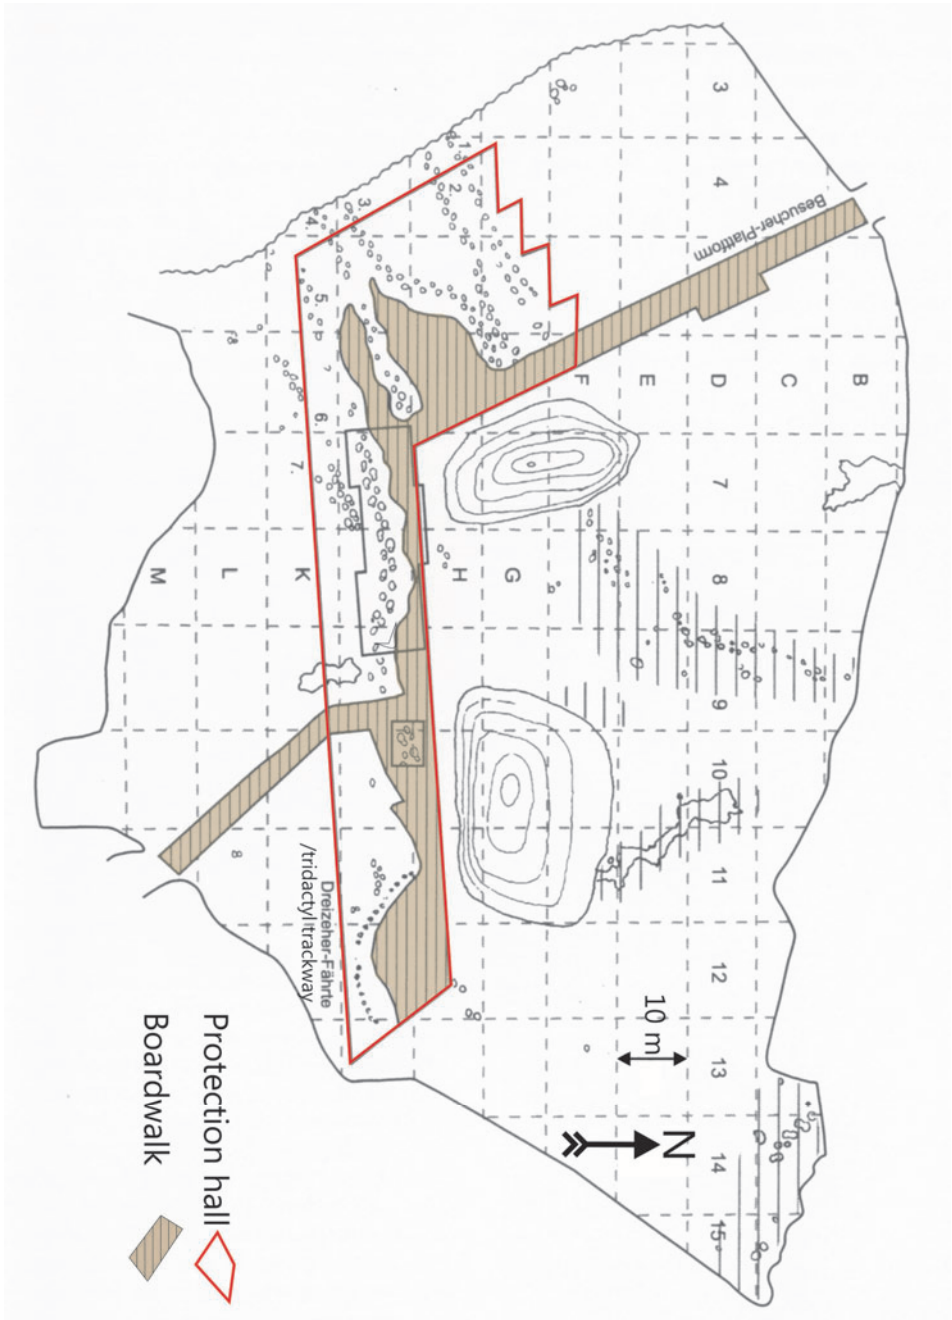 3
4
Besucher-Plattform
1.
2.
3.
4.
5.
6.
7.
F
E
D
C
B
7
M
L
K
H
G
8
9
10
11
Dreizeher-Fährte
/tridactyl trackway
12
10 m
13
N
14
15
Protection hall
Boardwalk